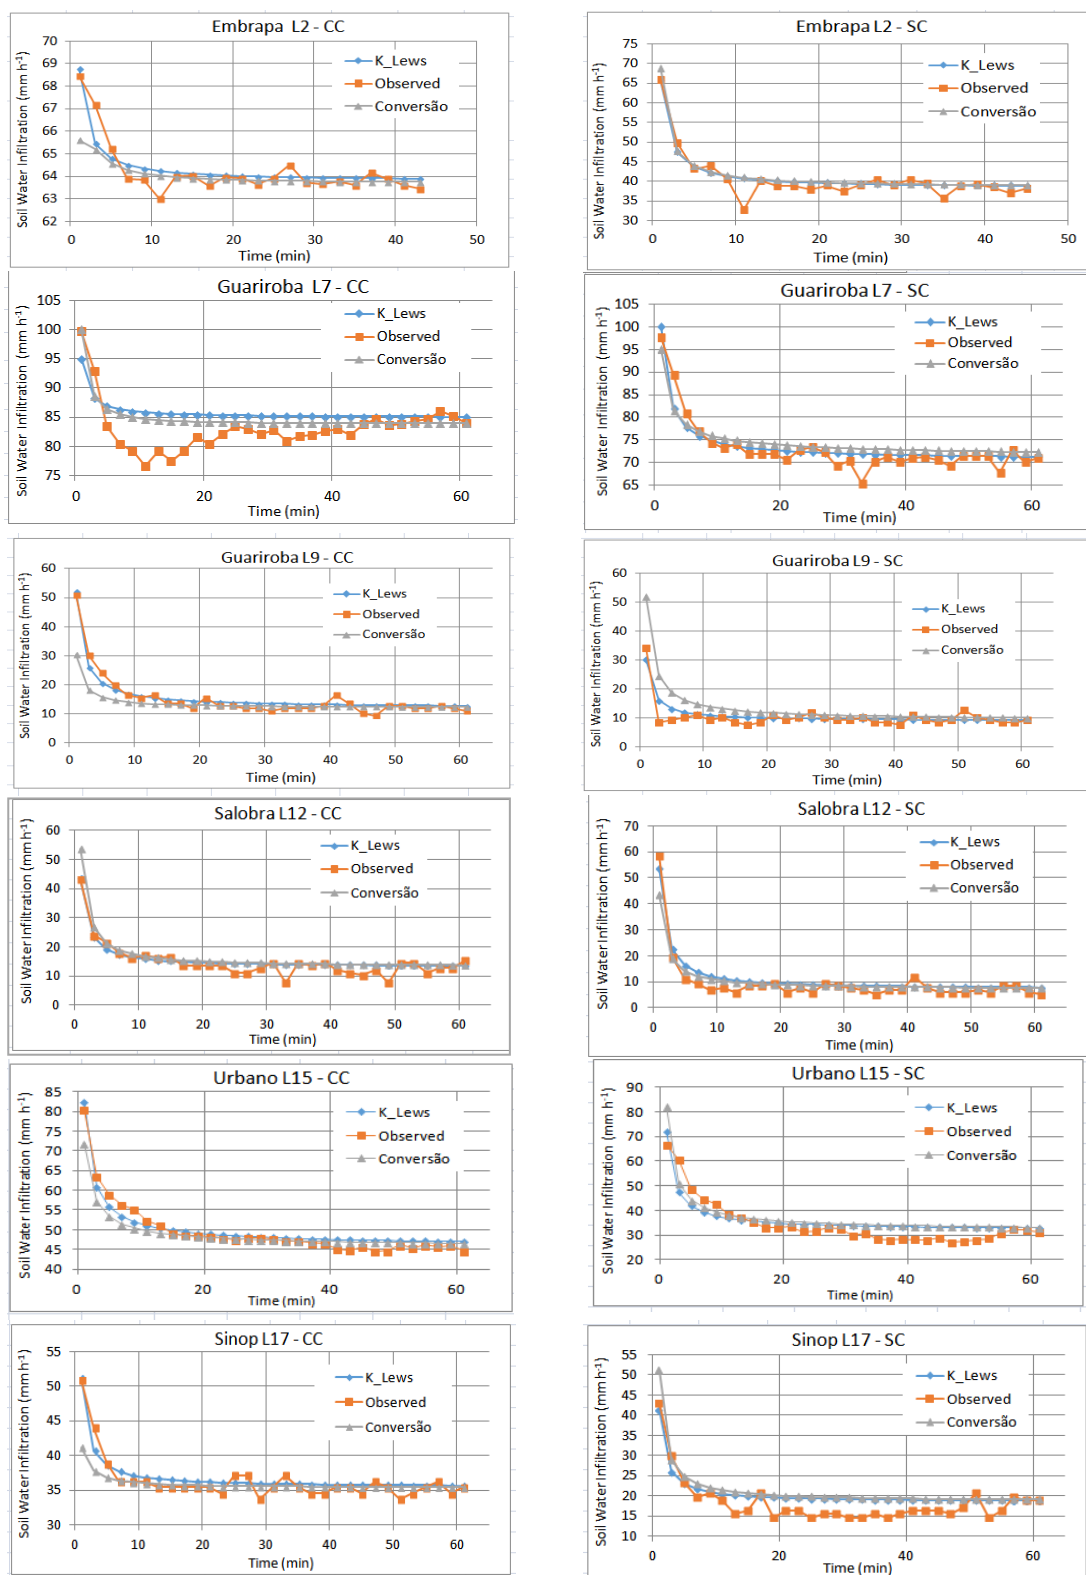 Embrapa L2 - CC
Soil Water Infiltration (mm h-1)
70
69
68
67
66
65
64
63
62
0
10
20
30
40
50
Time (min)
K_Lews
Observed
Conversão
Embrapa L2 - SC
Soil Water Infiltration (mm h-1)
75
70
65
60
55
50
45
40
35
30
0
10
20
30
40
50
Time (min)
K_Lews
Observed
Conversão
Guariroba L7 - CC
Soil Water Infiltration (mm h-1)
105
100
95
90
85
80
75
0
20
40
60
Time (min)
K_Lews
Observed
Conversão
Guariroba L7 - SC
Soil Water Infiltration (mm h-1)
105
100
95
90
85
80
75
70
65
0
20
40
60
Time (min)
K_Lews
Observed
Conversão
Guariroba L9 - CC
Soil Water Infiltration (mm h-1)
60
50
40
30
20
10
0
0
10
20
30
40
50
60
Time (min)
K_Lews
Observed
Conversão
Guariroba L9 - SC
Soil Water Infiltration (mm h-1)
60
50
40
30
20
10
0
0
10
20
30
40
50
60
Time (min)
K_Lews
Observed
Conversão
Salobra L12 - CC
Soil Water Infiltration (mm h-1)
60
50
40
30
20
10
0
0
10
20
30
40
50
60
Time (min)
K_Lews
Observed
Conversão
Salobra L12 - SC
Soil Water Infiltration (mm h-1)
70
60
50
40
30
20
10
0
0
10
20
30
40
50
60
Time (min)
K_Lews
Observed
Conversão
Urbano L15 - CC
Soil Water Infiltration (mm h-1)
85
80
75
70
65
60
55
50
45
40
0
20
40
60
Time (min)
K_Lews
Observed
Conversão
Urbano L15 - SC
Soil Water Infiltration (mm h-1)
90
80
70
60
50
40
30
20
0
20
40
60
Time (min)
K_Lews
Observed
Conversão
Sinop L17 - CC
Soil Water Infiltration (mm h-1)
55
50
45
40
35
30
0
10
20
30
40
50
60
Time (min)
K_Lews
Observed
Conversão
Sinop L17 - SC
Soil Water Infiltration (mm h-1)
55
50
45
40
35
30
25
20
15
10
0
20
40
60
Time (min)
K_Lews
Observed
Conversão